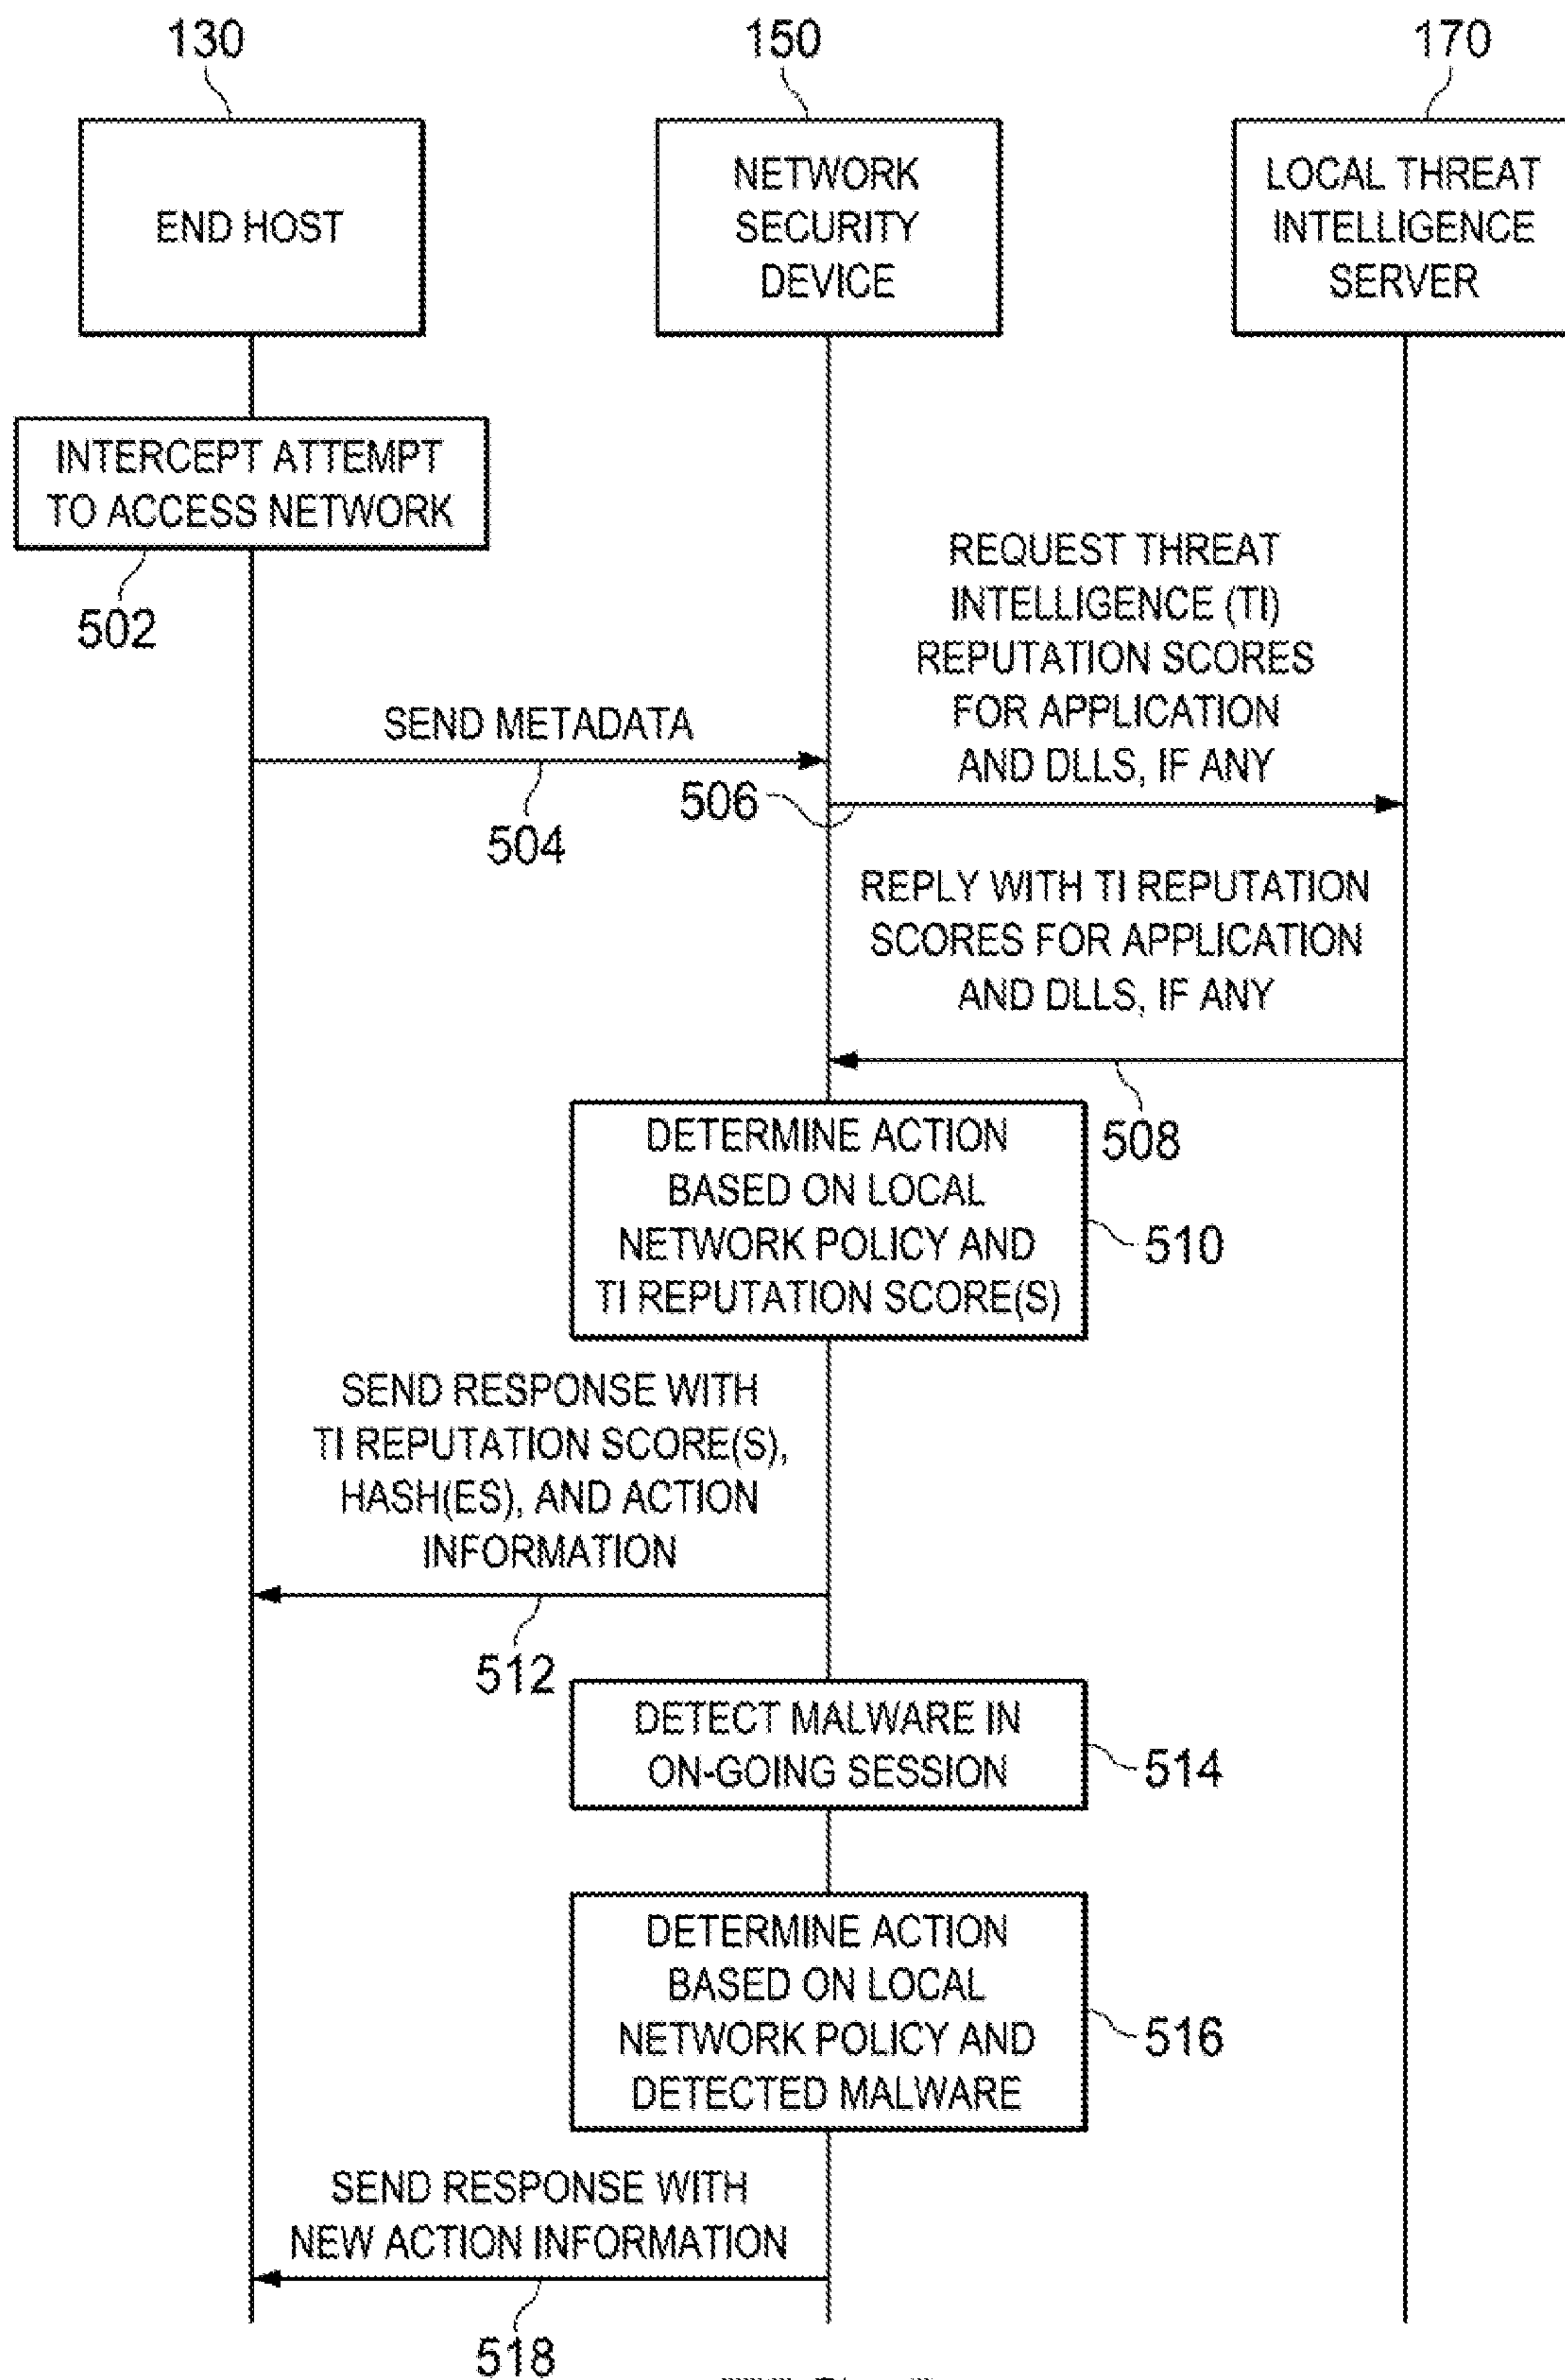 130
150
170
END HOST
NETWORK
SECURITY
DEVICE
LOCAL THREAT
INTELLIGENCE
SERVER
INTERCEPT ATTEMPT
TO ACCESS NETWORK
502
REQUEST THREAT
INTELLIGENCE (TI)
REPUTATION SCORES
FOR APPLICATION
AND DLLS, IF ANY
SEND METADATA
504
506
REPLY WITH TI REPUTATION
SCORES FOR APPLICATION
AND DLLS, IF ANY
508
DETERMINE ACTION
BASED ON LOCAL
NETWORK POLICY AND
TI REPUTATION SCORE(S)
510
SEND RESPONSE WITH
TI REPUTATION SCORE(S),
HASH(ES), AND ACTION
INFORMATION
512
DETECT MALWARE IN
ON-GOING SESSION
514
DETERMINE ACTION
BASED ON LOCAL
NETWORK POLICY AND
DETECTED MALWARE
516
SEND RESPONSE WITH
NEW ACTION INFORMATION
518